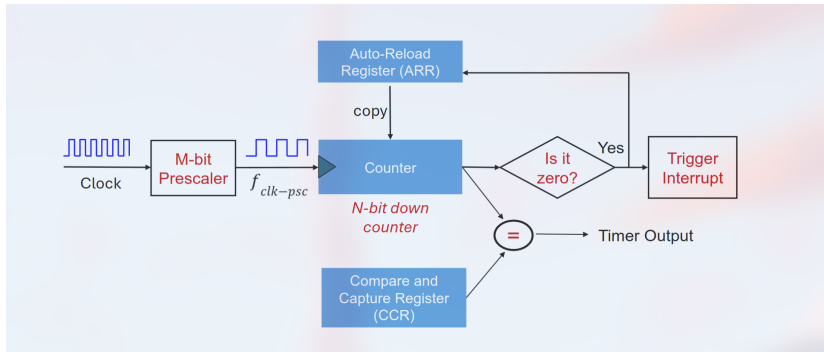 Auto-Reload
Register (ARR)
copy
Clock
M-bit
Prescaler
f_clk−psc
Counter
N-bit down
counter
Is it
zero?
Yes
Trigger
Interrupt
=
Timer Output
Compare and
Capture Register
(CCR)